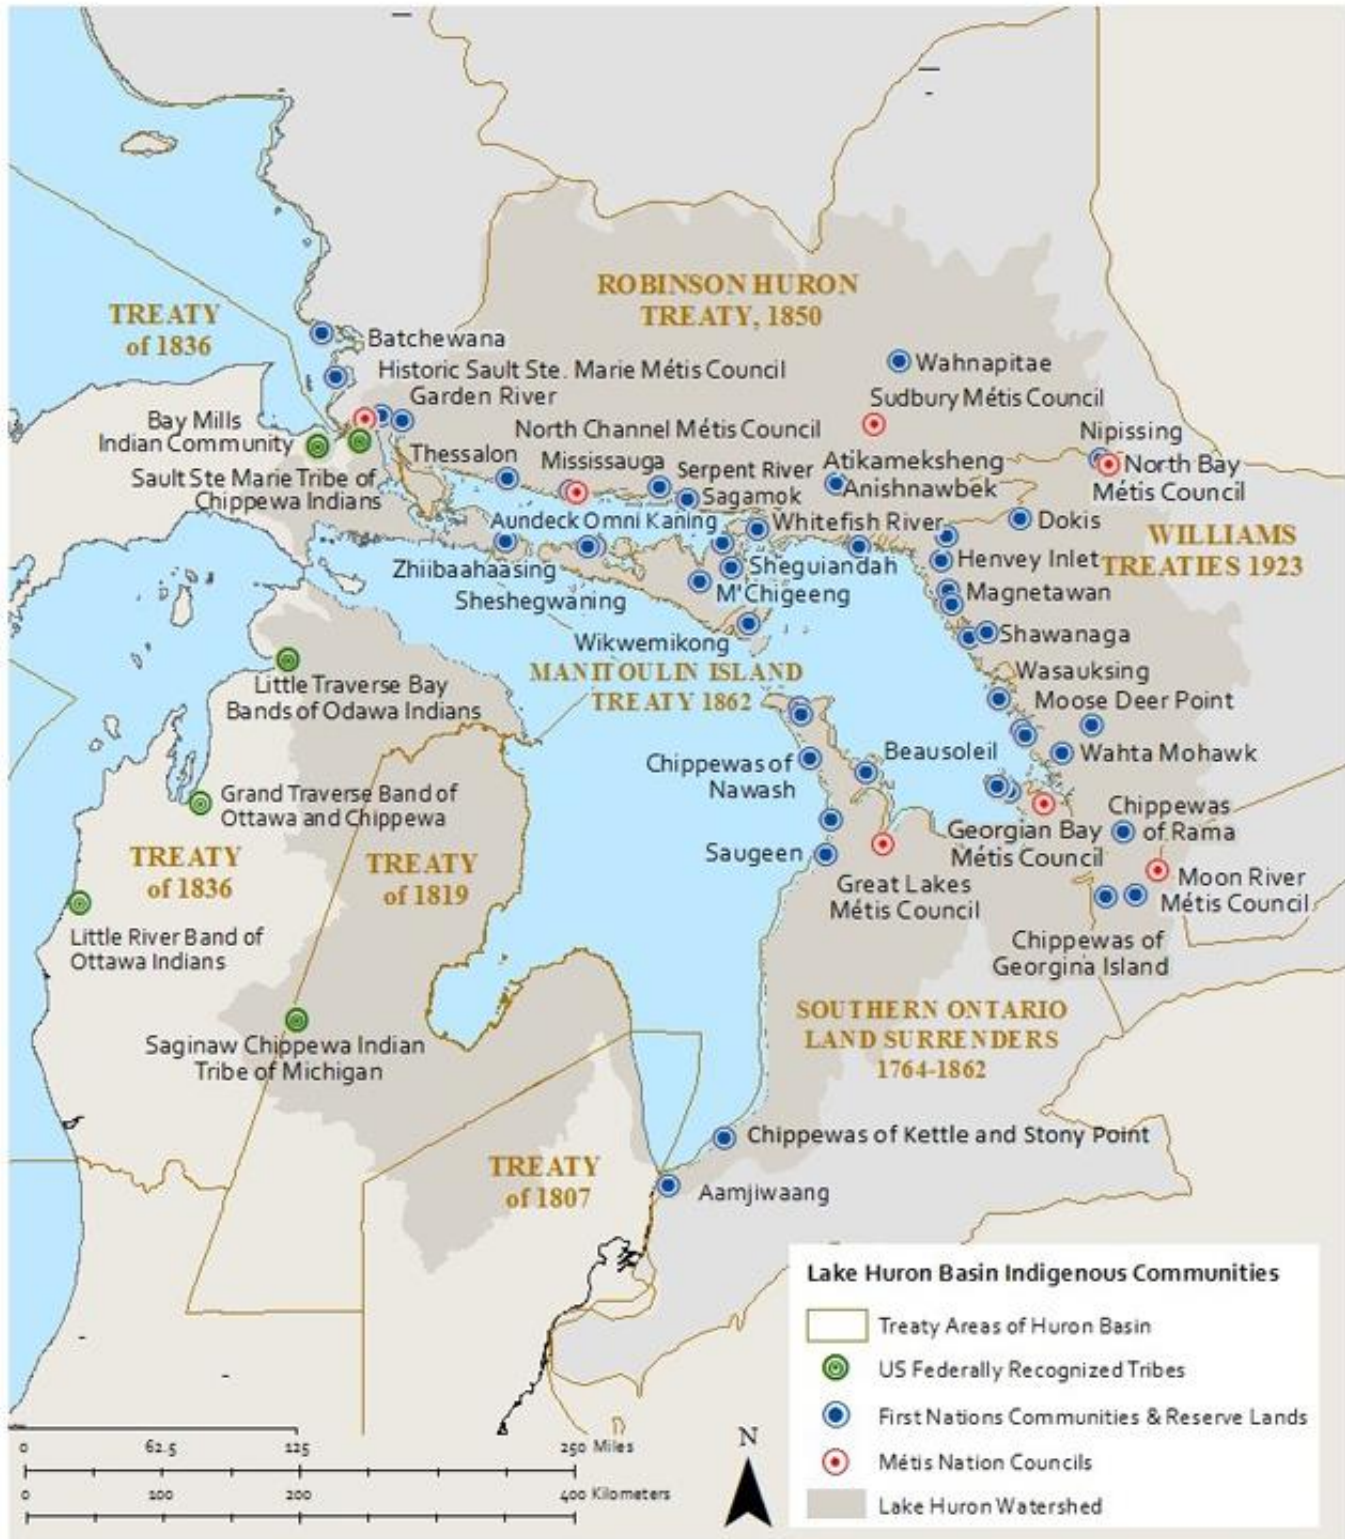 ROBINSON HURON
TREATY, 1850
TREATY
of 1836
Batchewana
Historic Sault Ste. Marie Métis Council
Wahnapitae
Garden River
Sudbury Métis Council
Bay Mills
Indian Community
North Channel Métis Council
Nipissing
Thessalon
Mississauga
Serpent River
Atikameksheng
Anishnawbek
North Bay
Métis Council
Sault Ste Marie Tribe of
Chippewa Indians
Sagamok
Aundeck Omni Kaning
Whitefish River
Dokis
WILLIAMS
TREATIES 1923
Zhiibaahaasing
Sheguiandah
Henvey Inlet
Sheshegwaning
M'Chigeeng
Magnetawan
Wikwemikong
Shawanaga
MANITOULIN ISLAND
TREATY 1862
Wasauksing
Little Traverse Bay
Bands of Odawa Indians
Moose Deer Point
Chippewas of
Nawash
Beausoleil
Wahta Mohawk
Grand Traverse Band of
Ottawa and Chippewa
Chippewas
of Rama
Georgian Bay
Métis Council
TREATY
of 1836
TREATY
of 1819
Saugeen
Great Lakes
Métis Council
Moon River
Métis Council
Little River Band of
Ottawa Indians
Chippewas of
Georgina Island
SOUTHERN ONTARIO
LAND SURRENDERS
1764-1862
Saginaw Chippewa Indian
Tribe of Michigan
Chippewas of Kettle and Stony Point
TREATY
of 1807
Aamjiwaang
Lake Huron Basin Indigenous Communities
Treaty Areas of Huron Basin
US Federally Recognized Tribes
First Nations Communities & Reserve Lands
Métis Nation Councils
Lake Huron Watershed
N
0 62.5 125 250 Miles
0 100 200 400 Kilometers